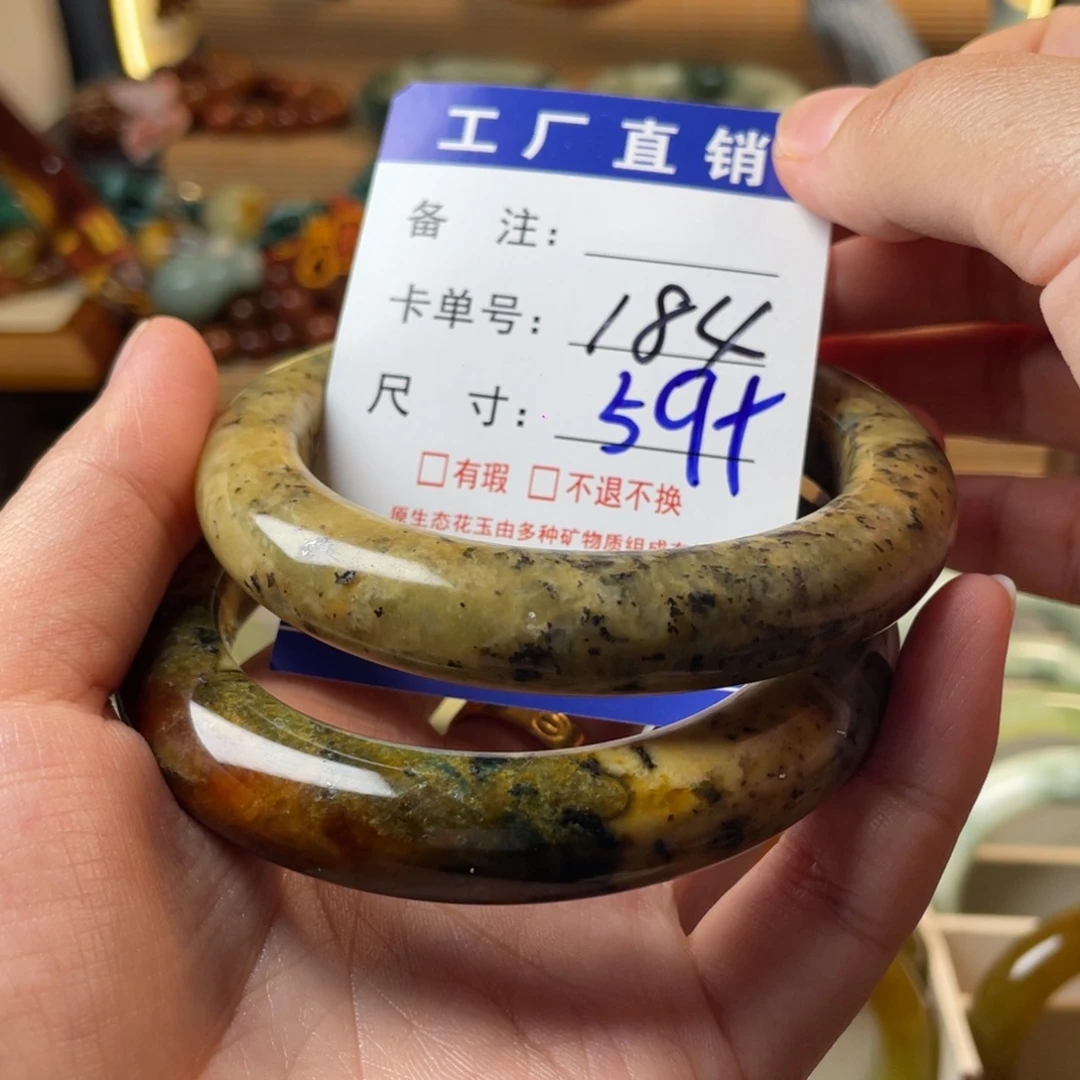 工厂直销
备 注:
卡单号: 184
尺 寸: 59+
□有瑕 □不退不换
原生态花玉由多种矿物质组成